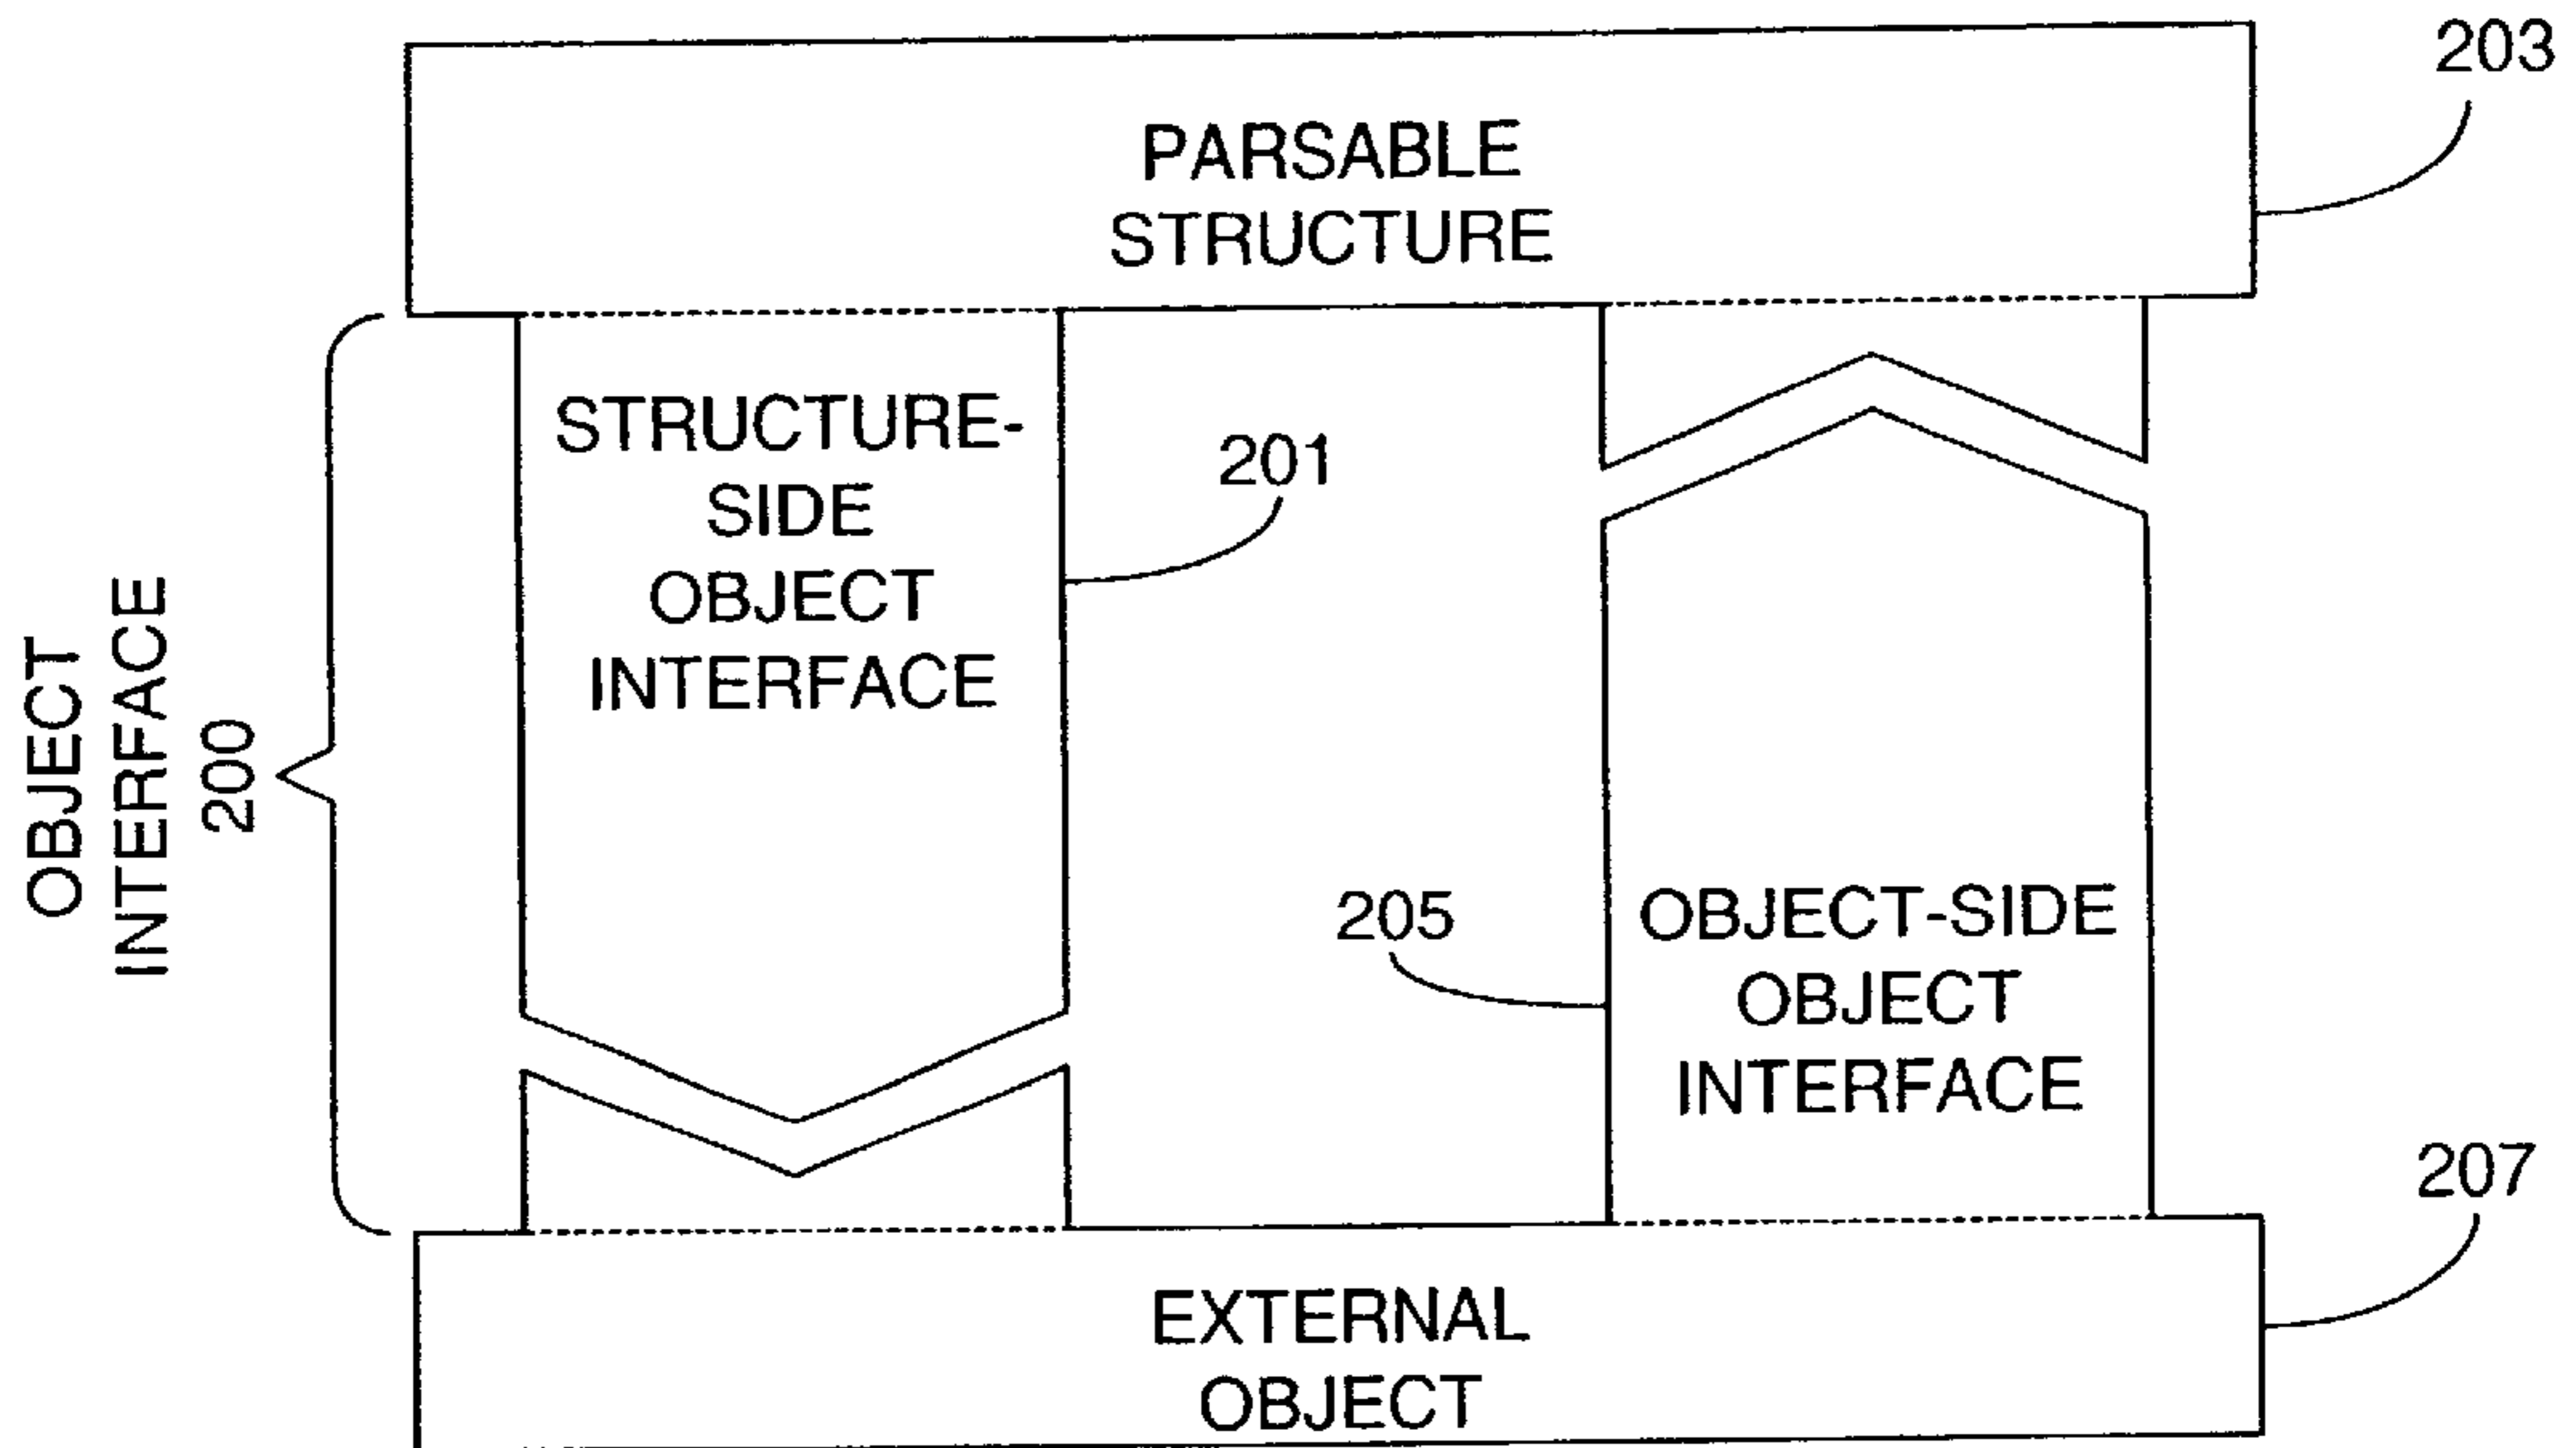 203
PARSABLE
STRUCTURE
STRUCTURE-
SIDE
OBJECT
INTERFACE
201
OBJECT
INTERFACE
200
205
OBJECT-SIDE
OBJECT
INTERFACE
207
EXTERNAL
OBJECT